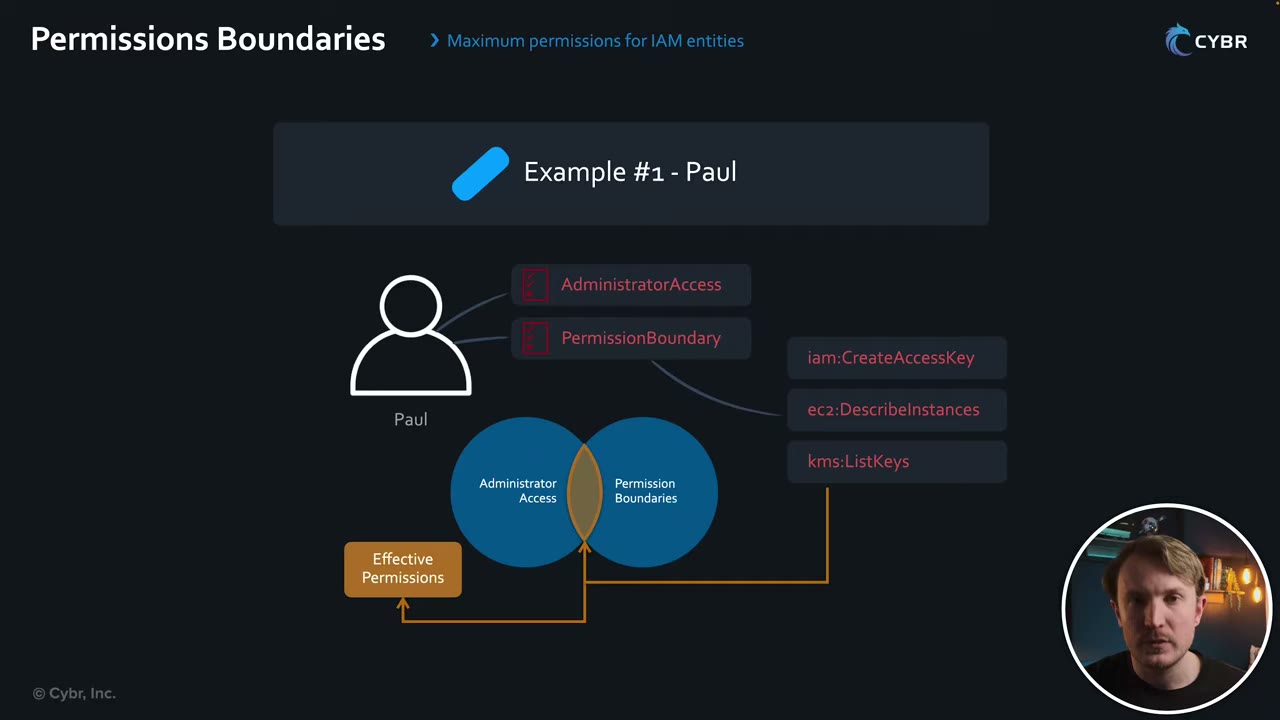 Permissions Boundaries
Maximum permissions for IAM entities
CYBR
Example #1 - Paul
AdministratorAccess
PermissionBoundary
iam:CreateAccessKey
ec2:DescribeInstances
kms:ListKeys
Paul
Administrator
Access
Permission
Boundaries
Effective
Permissions
© Cybr, Inc.